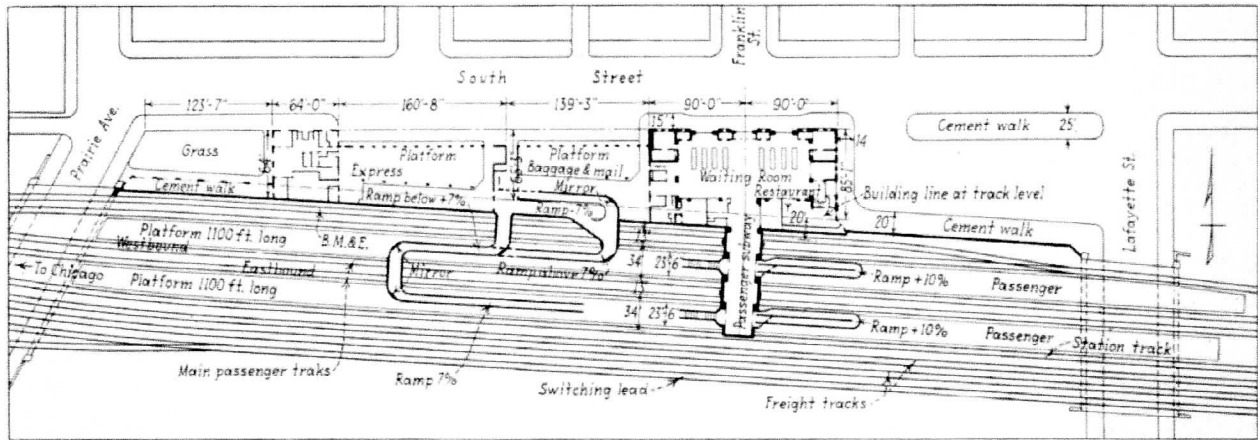 Franklin
St.
South Street
Prairie Ave.
123'-7"
64'-0"
160'-8"
139'-3"
90'-0"
90'-0"
15'
14
Cement walk 25'
Grass
Platform
Express
Platform
Baggage & mail
Mirror
Waiting Room
Restaurant
85'-1"
Building line at track level
Cement walk
Ramp below +7%
Ramp-7%
20'
20'
Cement walk
Lafayette St.
Platform 1100 ft. long
B.M.& E.
Westbound
To Chicago
Eastbound
Mirror
Ramp above 7%
34'
Passenger subway
Ramp +10%
Passenger
Platform 1100 ft. long
34'
Ramp +10%
Passenger
Station track
Main passenger traks
Ramp 7%
Switching lead
Freight tracks